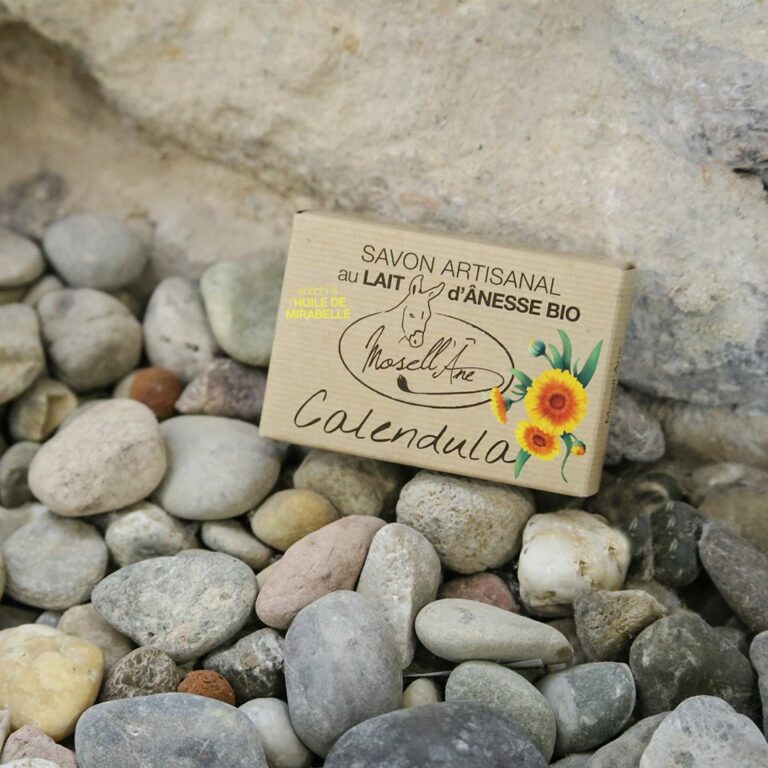 SAVON ARTISANAL
au LAIT d'ÂNESSE BIO
enrichi à
l'HUILE DE
MIRABELLE
Mosell'Âne
Calendula